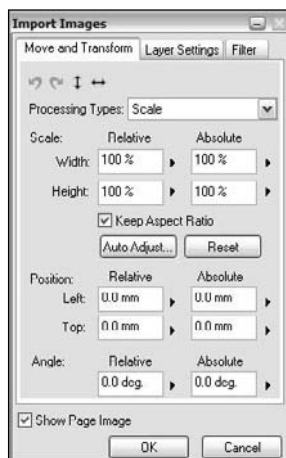 Import Images
Move and Transform Layer Settings Filter
Processing Types: Scale
Scale: Relative Absolute
Width: 100 % 100 %
Height: 100 % 100 %
Keep Aspect Ratio
Auto Adjust... Reset
Position: Relative Absolute
Left: 0.0 mm 0.0 mm
Top: 0.0 mm 0.0 mm
Angle: Relative Absolute
0.0 deg. 0.0 deg.
Show Page Image
OK Cancel